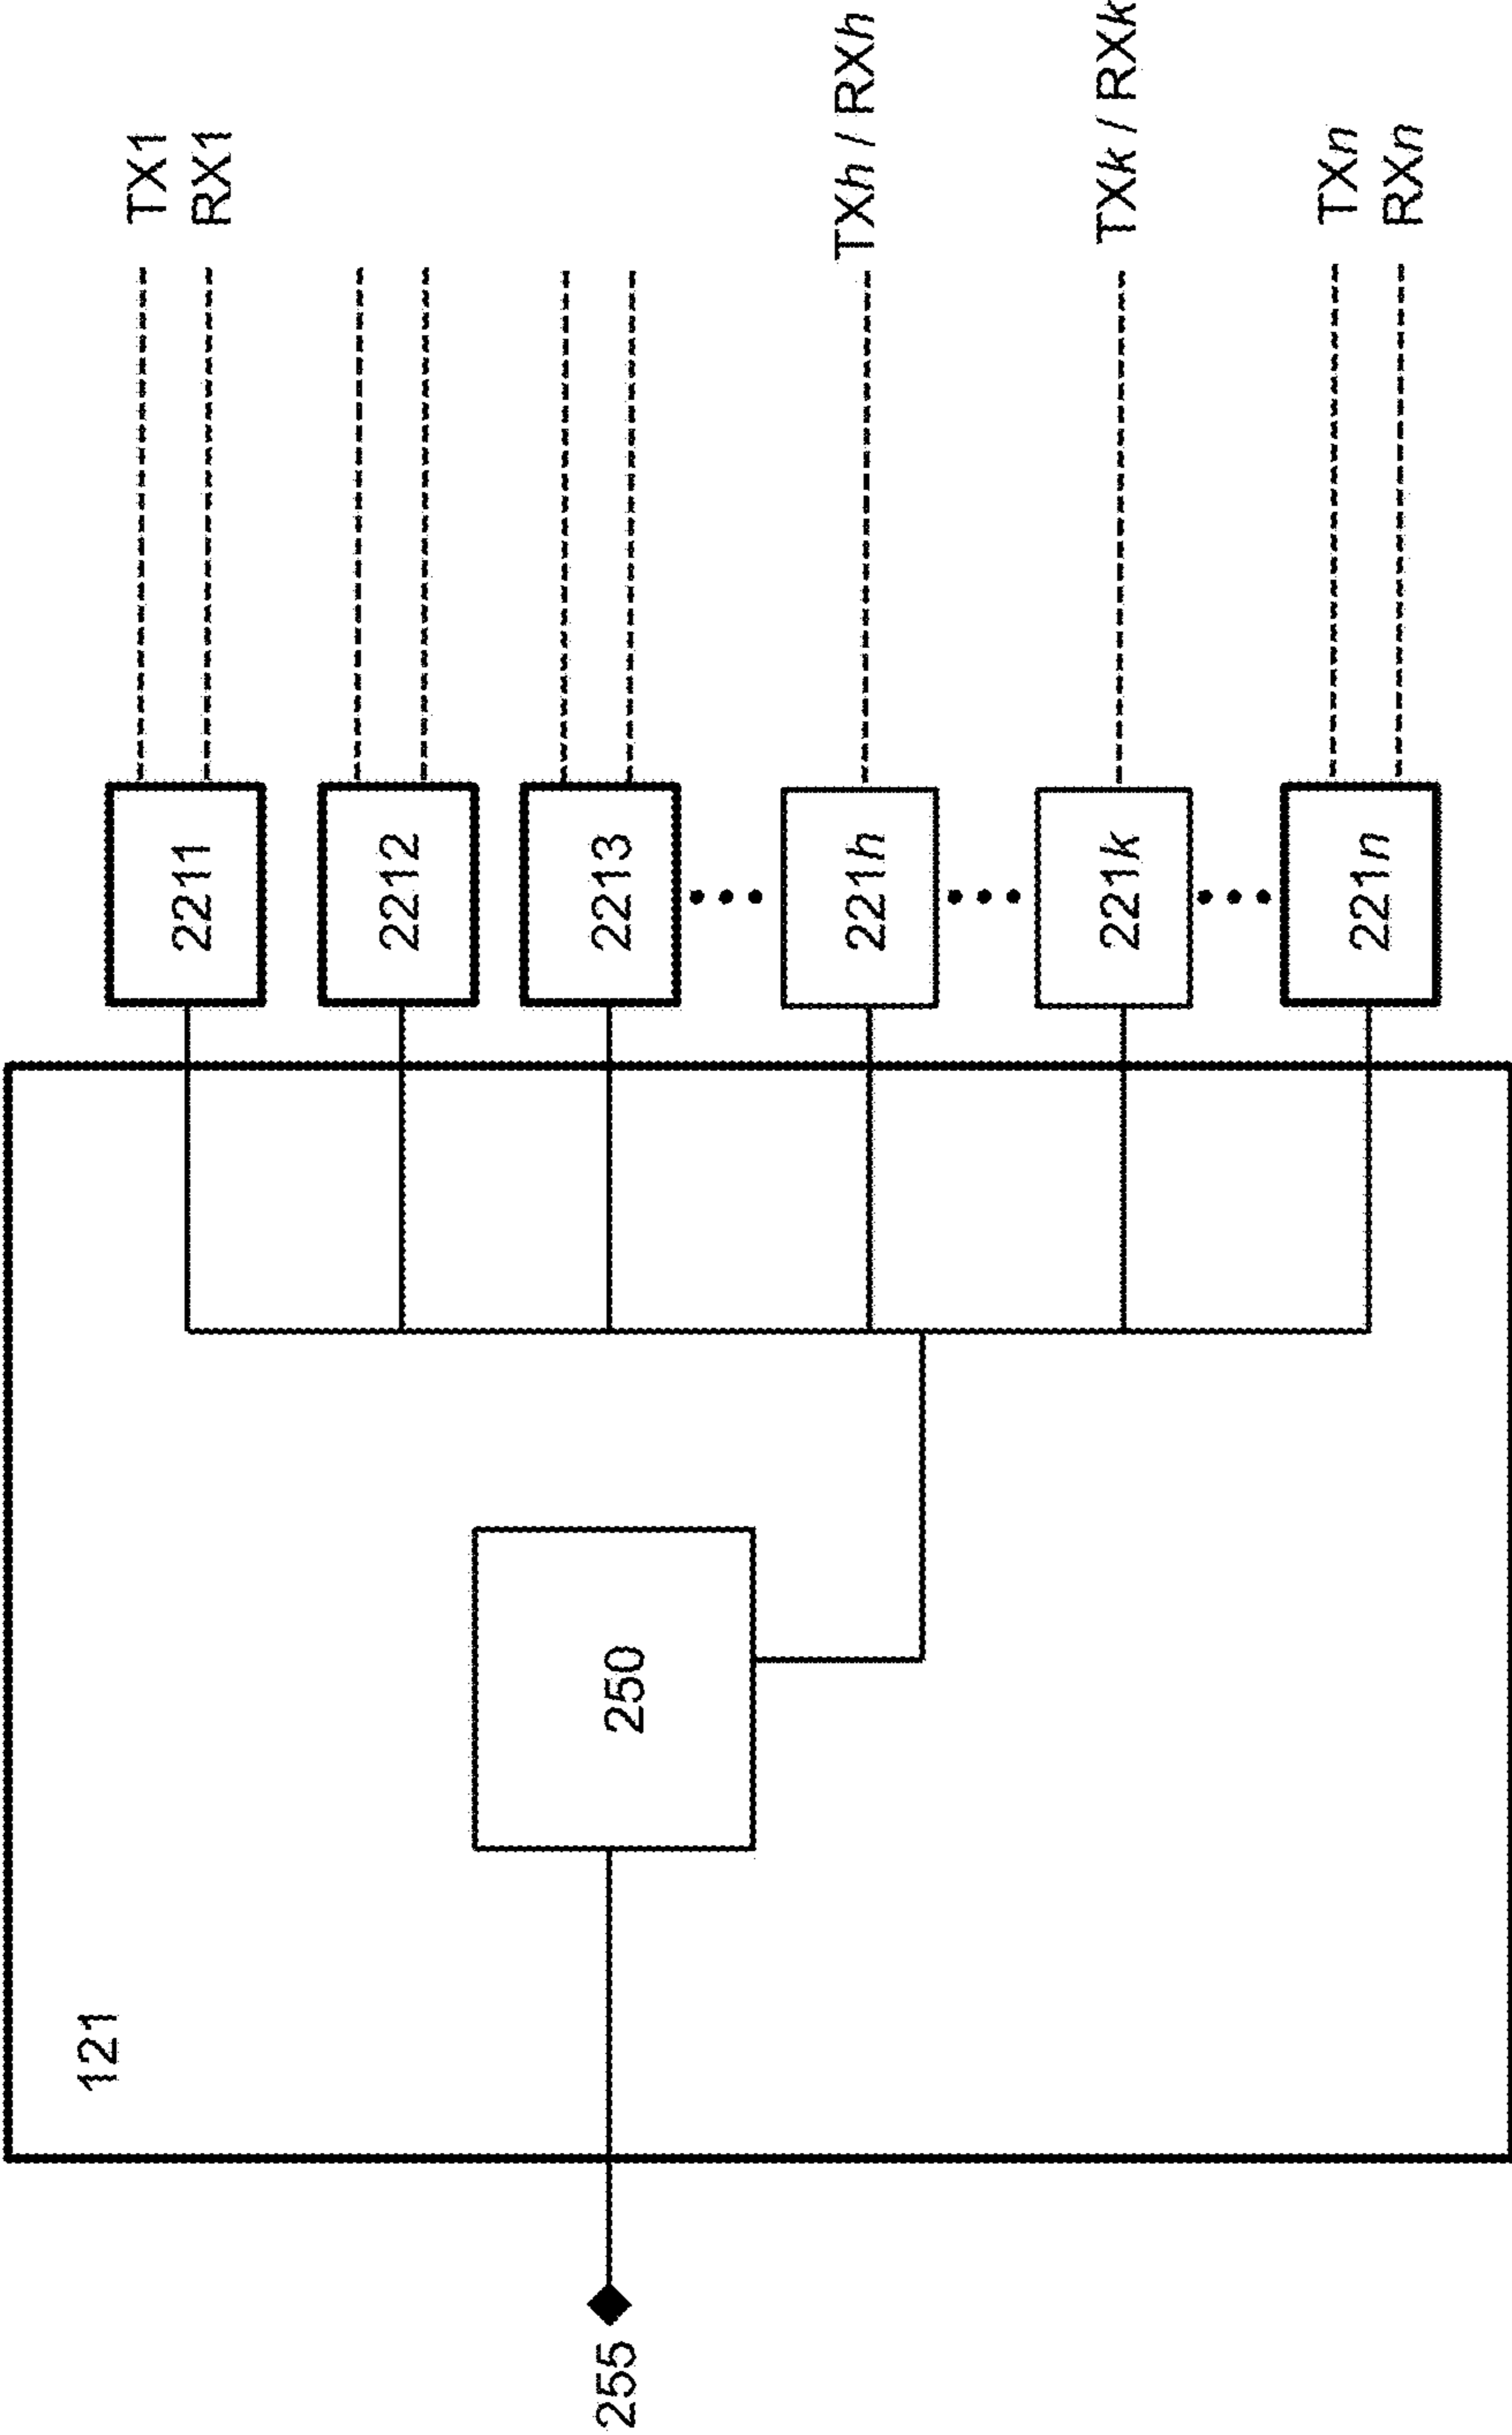 TX1
RX1
TXh / RXh
TXk / RXk
TXn
RXn
2211
2212
2213
221h
221k
221n
250
121
255